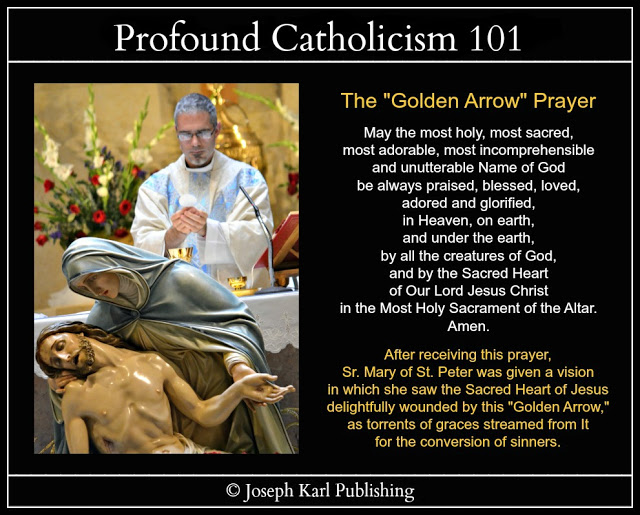 Profound Catholicism 101
The "Golden Arrow" Prayer
May the most holy, most sacred,
most adorable, most incomprehensible
and unutterable Name of God
be always praised, blessed, loved,
adored and glorified,
in Heaven, on earth,
and under the earth,
by all the creatures of God,
and by the Sacred Heart
of Our Lord Jesus Christ
in the Most Holy Sacrament of the Altar.
Amen.
After receiving this prayer,
Sr. Mary of St. Peter was given a vision
in which she saw the Sacred Heart of Jesus
delightfully wounded by this "Golden Arrow,"
as torrents of graces streamed from It
for the conversion of sinners.
© Joseph Karl Publishing